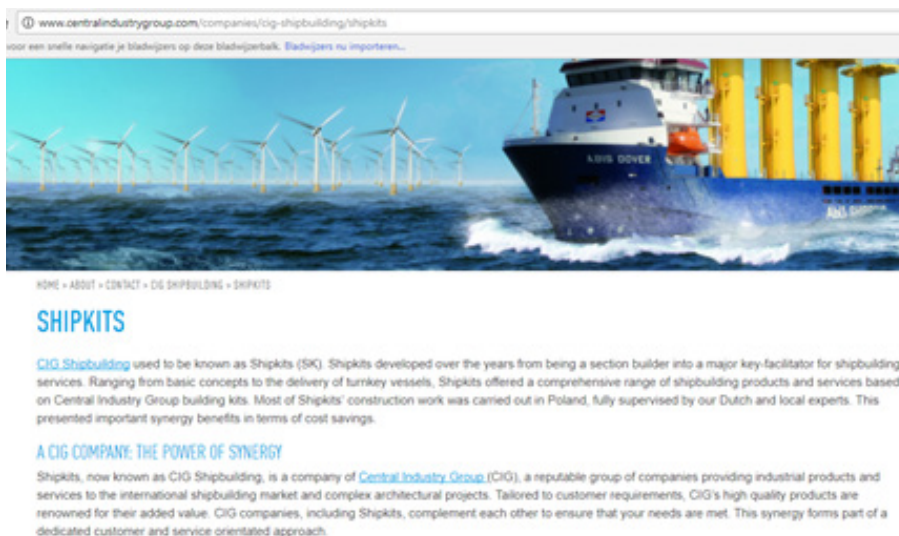 www.centralindustrygroup.com/companies/cig-shipbuilding/shipkits
voor een snelle navigatie je bladwijzers op deze bladwijzerbalk. Bladwijzers nu importeren...
ABIS DOVER
HOME » ABOUT » CONTACT » CIG SHIPBUILDING » SHIPKITS
SHIPKITS
CIG Shipbuilding used to be known as Shipkits (SK). Shipkits developed over the years from being a section builder into a major key-facilitator for shipbuilding
services. Ranging from basic concepts to the delivery of turnkey vessels, Shipkits offered a comprehensive range of shipbuilding products and services based
on Central Industry Group building kits. Most of Shipkits' construction work was carried out in Poland, fully supervised by our Dutch and local experts. This
presented important synergy benefits in terms of cost savings.
A CIG COMPANY: THE POWER OF SYNERGY
Shipkits, now known as CIG Shipbuilding, is a company of Central Industry Group (CIG), a reputable group of companies providing industrial products and
services to the international shipbuilding market and complex architectural projects. Tailored to customer requirements, CIG's high quality products are
renowned for their added value. CIG companies, including Shipkits, complement each other to ensure that your needs are met. This synergy forms part of a
dedicated customer and service orientated approach.